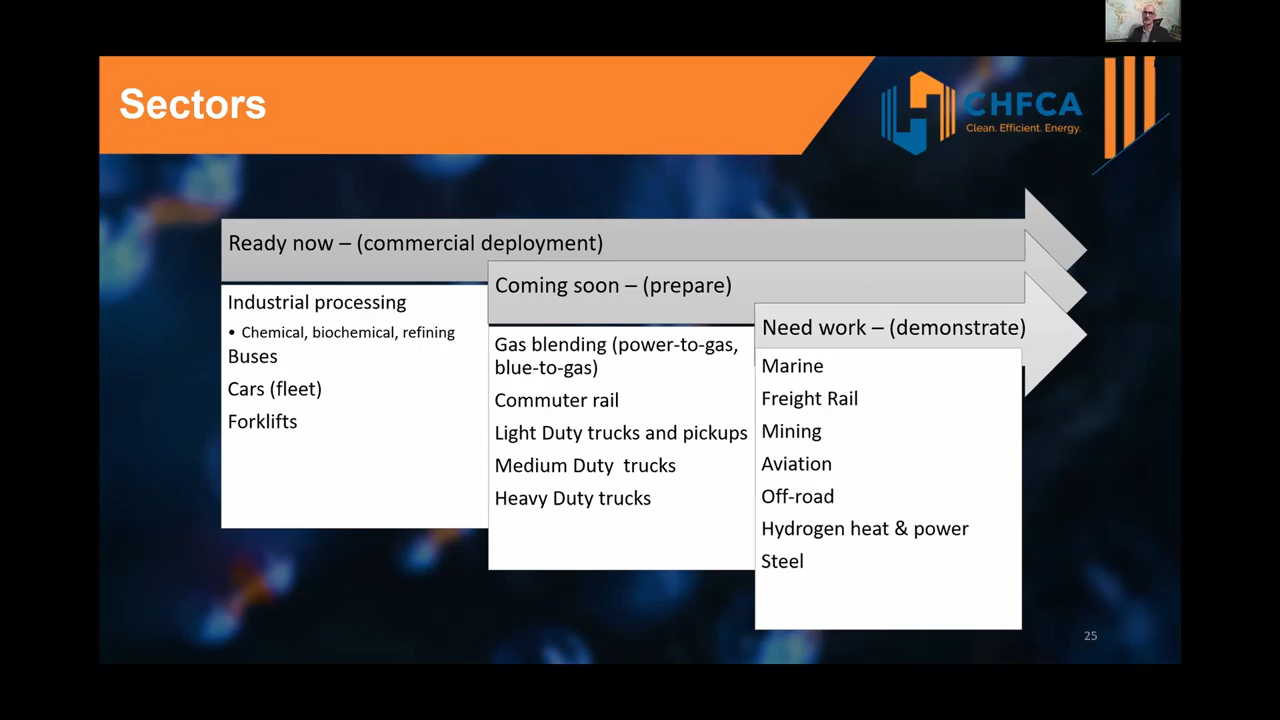 Sectors
CHFCA
Clean. Efficient. Energy.
Ready now – (commercial deployment)
Industrial processing
• Chemical, biochemical, refining
Buses
Cars (fleet)
Forklifts
Coming soon – (prepare)
Gas blending (power-to-gas,
blue-to-gas)
Commuter rail
Light Duty trucks and pickups
Medium Duty  trucks
Heavy Duty trucks
Need work – (demonstrate)
Marine
Freight Rail
Mining
Aviation
Off-road
Hydrogen heat & power
Steel
25